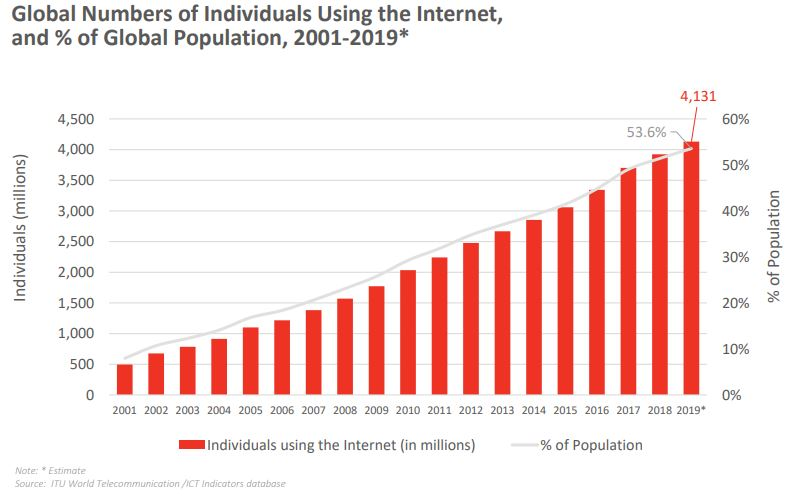 Global Numbers of Individuals Using the Internet,
and % of Global Population, 2001-2019*
4,131
4,500
60%
53.6%
4,000
50%
3,500
3,000
40%
2,500
30%
2,000
1,500
20%
1,000
10%
500
0
0%
Individuals (millions)
% of Population
2001 2002 2003 2004 2005 2006 2007 2008 2009 2010 2011 2012 2013 2014 2015 2016 2017 2018 2019*
Individuals using the Internet (in millions) % of Population
Note: * Estimate
Source: ITU World Telecommunication /ICT Indicators database